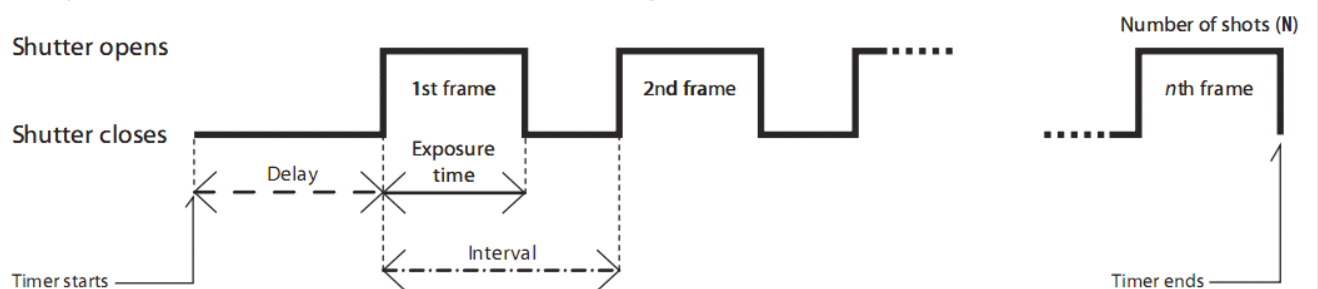 Number of shots (N)
Shutter opens
1st frame
2nd frame
nth frame
Shutter closes
Exposure
time
Delay
Interval
Timer starts
Timer ends